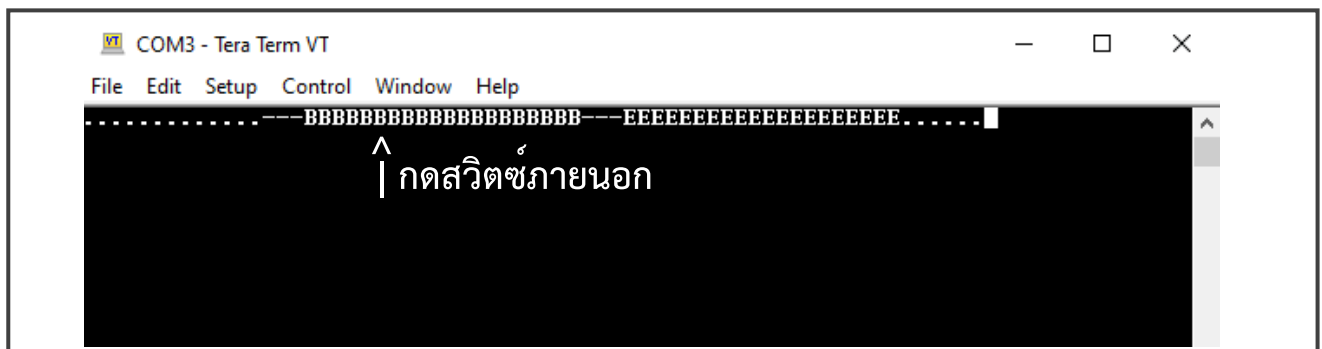 COM3 - Tera Term VT
File Edit Setup Control Window Help
.............---BBBBBBBBBBBBBBBBBBBB---EEEEEEEEEEEEEEEEEEEE......
กดสวิตซ์ภายนอก